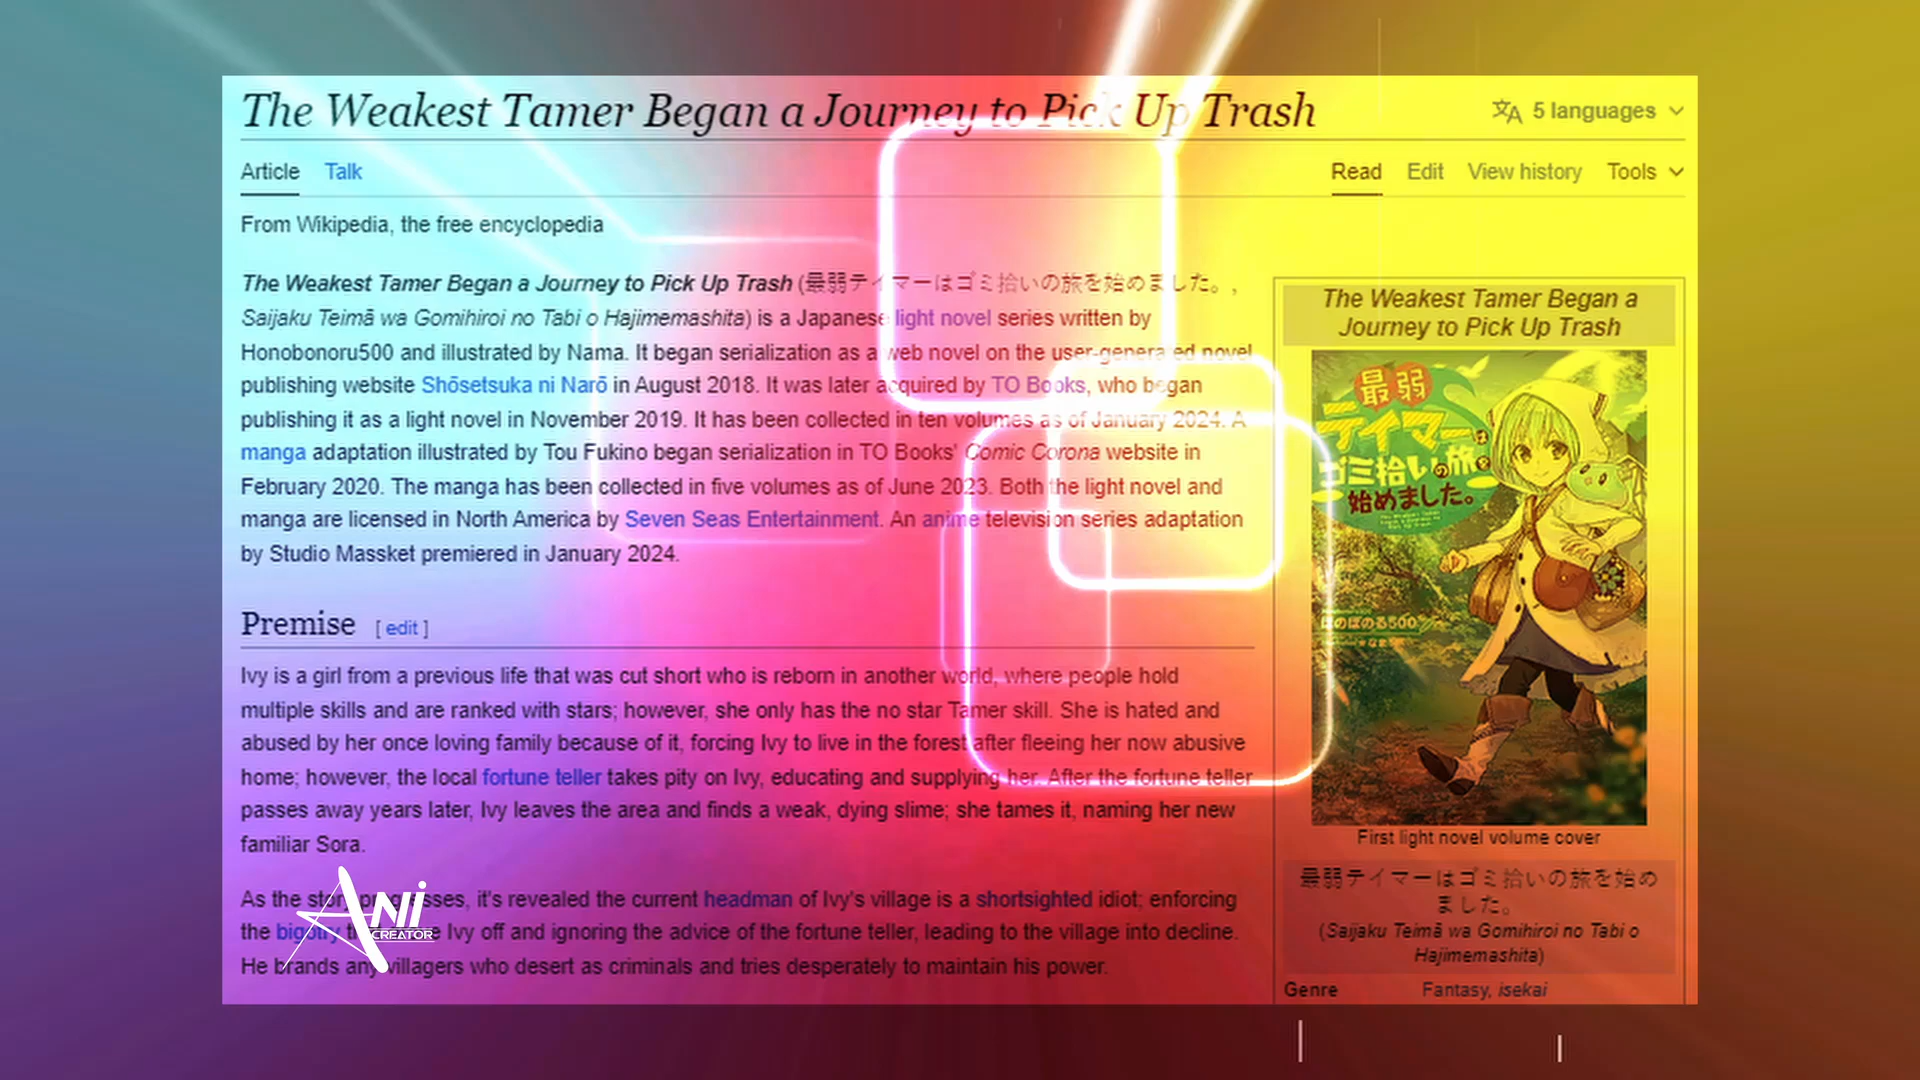 The Weakest Tamer Began a Journey to Pick Up Trash
5 languages
Article Talk
Read Edit View history Tools
From Wikipedia, the free encyclopedia
The Weakest Tamer Began a Journey to Pick Up Trash (最弱テイマーはゴミ拾いの旅を始めました。,
Saijaku Teimā wa Gomihiroi no Tabi o Hajimemashita) is a Japanese light novel series written by
Honobonoru500 and illustrated by Nama. It began serialization as a web novel on the user-generated novel
publishing website Shōsetsuka ni Narō in August 2018. It was later acquired by TO Books, who began
publishing it as a light novel in November 2019. It has been collected in ten volumes as of January 2024. A
manga adaptation illustrated by Tou Fukino began serialization in TO Books' Comic Corona website in
February 2020. The manga has been collected in five volumes as of June 2023. Both the light novel and
manga are licensed in North America by Seven Seas Entertainment. An anime television series adaptation
by Studio Massket premiered in January 2024.
Premise [ edit ]
Ivy is a girl from a previous life that was cut short who is reborn in another world, where people hold
multiple skills and are ranked with stars; however, she only has the no star Tamer skill. She is hated and
abused by her once loving family because of it, forcing Ivy to live in the forest after fleeing her now abusive
home; however, the local fortune teller takes pity on Ivy, educating and supplying her. After the fortune teller
passes away years later, Ivy leaves the area and finds a weak, dying slime; she tames it, naming her new
familiar Sora.
As the story progresses, it's revealed the current headman of Ivy's village is a shortsighted idiot; enforcing
the bigotry Ivy off and ignoring the advice of the fortune teller, leading to the village into decline.
He brands any villagers who desert as criminals and tries desperately to maintain his power.
ANi
CREATOR
The Weakest Tamer Began a
Journey to Pick Up Trash
最弱
テイマーは
ゴミ拾いの旅を
始めました。
ほのぼのる500
First light novel volume cover
最弱テイマーはゴミ拾いの旅を始め
ました。
(Saijaku Teimā wa Gomihiroi no Tabi o
Hajimemashita)
Genre Fantasy, isekai